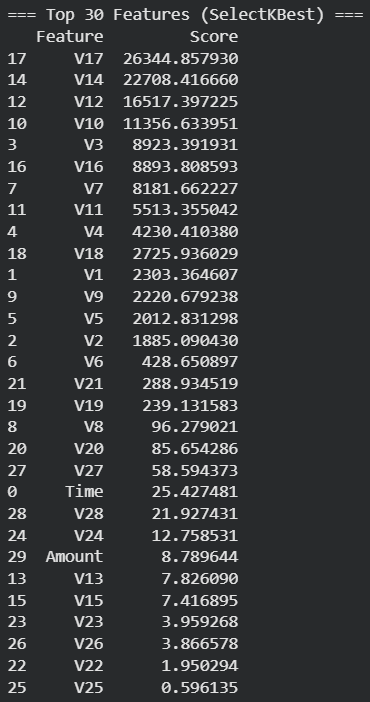 === Top 30 Features (SelectKBest) ===
Feature Score
17 V17 26344.857930
14 V14 22708.416660
12 V12 16517.397225
10 V10 11356.633951
3 V3 8923.391931
16 V16 8893.808593
7 V7 8181.662227
11 V11 5513.355042
4 V4 4230.410380
18 V18 2725.936029
1 V1 2303.364607
9 V9 2220.679238
5 V5 2012.831298
2 V2 1885.090430
6 V6 428.650897
21 V21 288.934519
19 V19 239.131583
8 V8 96.279021
20 V20 85.654286
27 V27 58.594373
0 Time 25.427481
28 V28 21.927431
24 V24 12.758531
29 Amount 8.789644
13 V13 7.826090
15 V15 7.416895
23 V23 3.959268
26 V26 3.866578
22 V22 1.950294
25 V25 0.596135